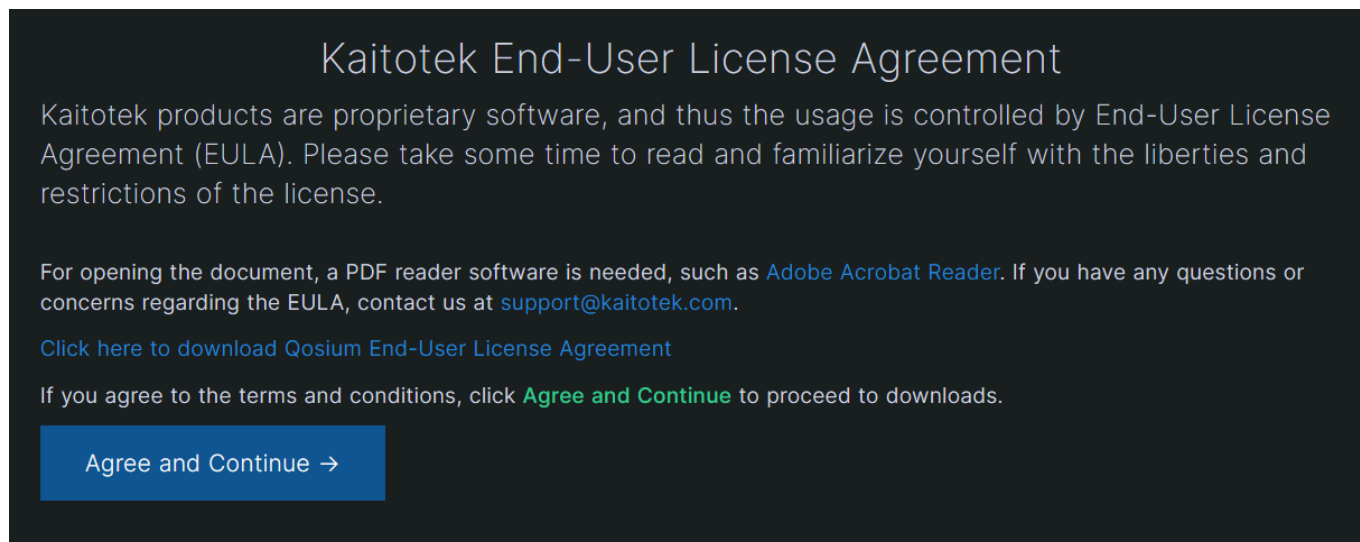 Kaitotek End-User License Agreement
Kaitotek products are proprietary software, and thus the usage is controlled by End-User License
Agreement (EULA). Please take some time to read and familiarize yourself with the liberties and
restrictions of the license.
For opening the document, a PDF reader software is needed, such as Adobe Acrobat Reader. If you have any questions or
concerns regarding the EULA, contact us at support@kaitotek.com.
Click here to download Qosium End-User License Agreement
If you agree to the terms and conditions, click Agree and Continue to proceed to downloads.
Agree and Continue →